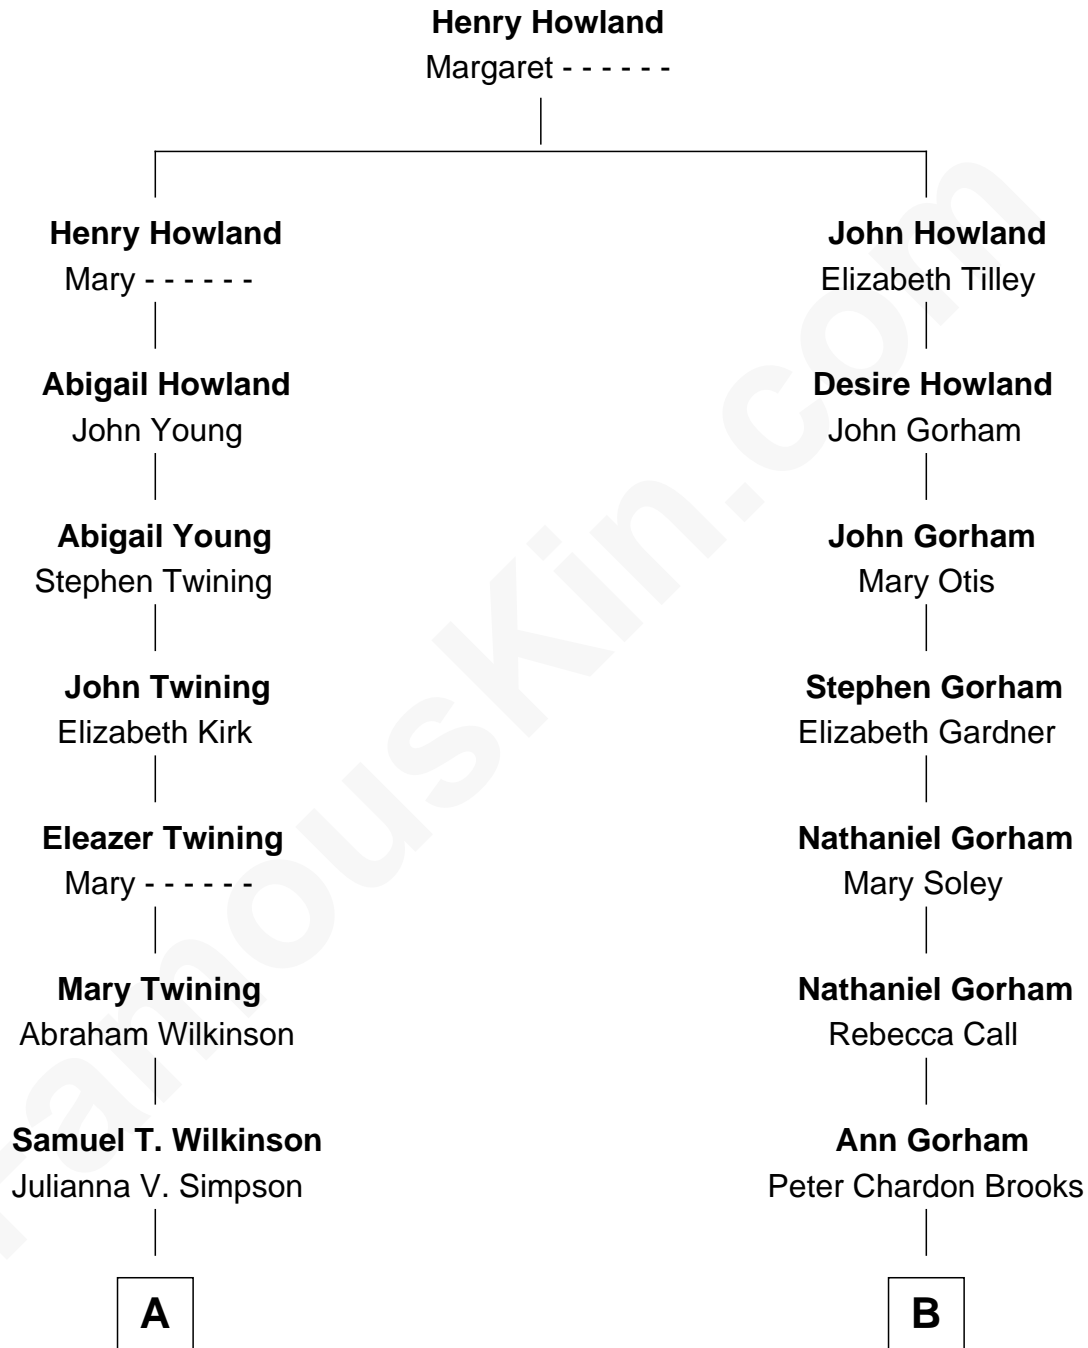 Henry Howland
Margaret - - - - - -
Henry Howland
Mary - - - - - -
Abigail Howland
John Young
Abigail Young
Stephen Twining
John Twining
Elizabeth Kirk
Eleazer Twining
Mary - - - - - -
Mary Twining
Abraham Wilkinson
Samuel T. Wilkinson
Julianna V. Simpson
A
John Howland
Elizabeth Tilley
Desire Howland
John Gorham
John Gorham
Mary Otis
Stephen Gorham
Elizabeth Gardner
Nathaniel Gorham
Mary Soley
Nathaniel Gorham
Rebecca Call
Ann Gorham
Peter Chardon Brooks
B
FamousKin.com